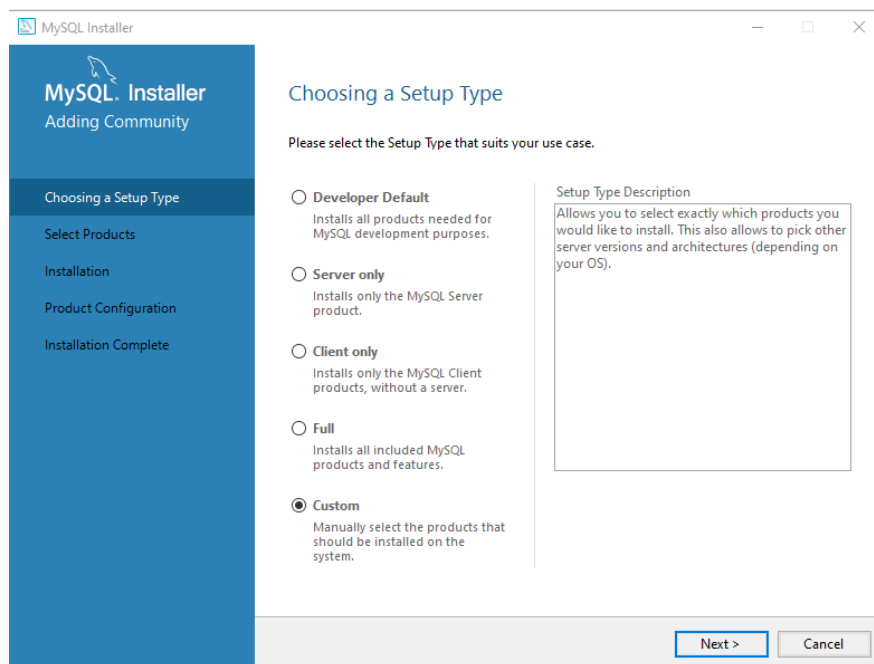 MySQL Installer
MySQL. Installer
Adding Community
Choosing a Setup Type
Select Products
Installation
Product Configuration
Installation Complete
Choosing a Setup Type
Please select the Setup Type that suits your use case.
Developer Default
Installs all products needed for
MySQL development purposes.
Server only
Installs only the MySQL Server
product.
Client only
Installs only the MySQL Client
products, without a server.
Full
Installs all included MySQL
products and features.
Custom
Manually select the products that
should be installed on the
system.
Setup Type Description
Allows you to select exactly which products you
would like to install. This also allows to pick other
server versions and architectures (depending on
your OS).
Next >
Cancel